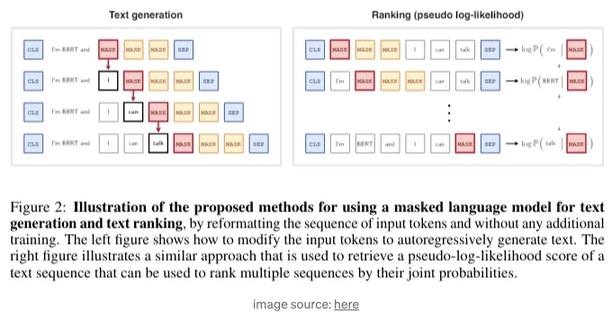 Text generation
Ranking (pseudo log-likelihood)
CLS I'm BERT and MASK MASK MASK SEP
CLS MASK MASK MASK I can talk SEP → log P( I'm | MASK )
+
CLS I'm BERT and I MASK MASK MASK SEP
CLS I'm MASK MASK MASK can talk SEP → log P( BERT | MASK )
+
CLS I'm BERT and I can MASK MASK MASK SEP
⋮
+
CLS I'm BERT and I can talk MASK MASK MASK SEP
CLS I'm BERT and I can MASK SEP → log P( talk | MASK )
Figure 2: Illustration of the proposed methods for using a masked language model for text
generation and text ranking, by reformatting the sequence of input tokens and without any additional
training. The left figure shows how to modify the input tokens to autoregressively generate text. The
right figure illustrates a similar approach that is used to retrieve a pseudo-log-likelihood score of a
text sequence that can be used to rank multiple sequences by their joint probabilities.
image source: here